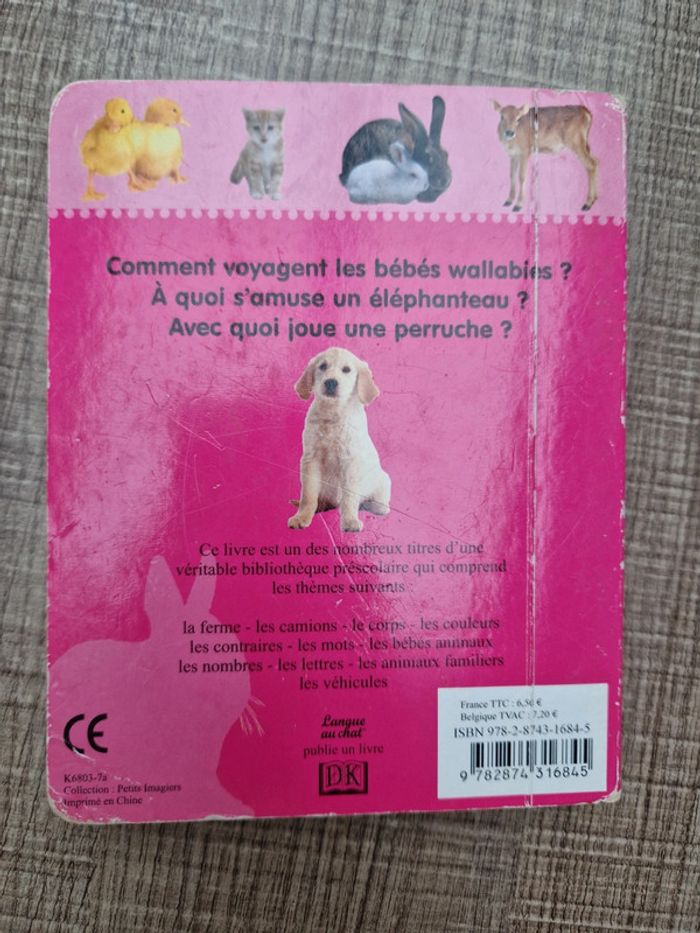 Comment voyagent les bébés wallabies ?
À quoi s'amuse un éléphanteau ?
Avec quoi joue une perruche ?
Ce livre est un des nombreux titres d'une
véritable bibliothèque préscolaire qui comprend
les thèmes suivants :
la ferme - les camions - le corps - les couleurs
les contraires - les mots - les bébés animaux
les nombres - les lettres - les animaux familiers
les véhicules
CE
K6803-7a
Collection : Petits Imagiers
Imprimé en Chine
Langue
au chat
publie un livre
DK
France TTC : 6,50 €
Belgique TVAC : 7,20 €
ISBN 978-2-8743-1684-5
9 782874 316845